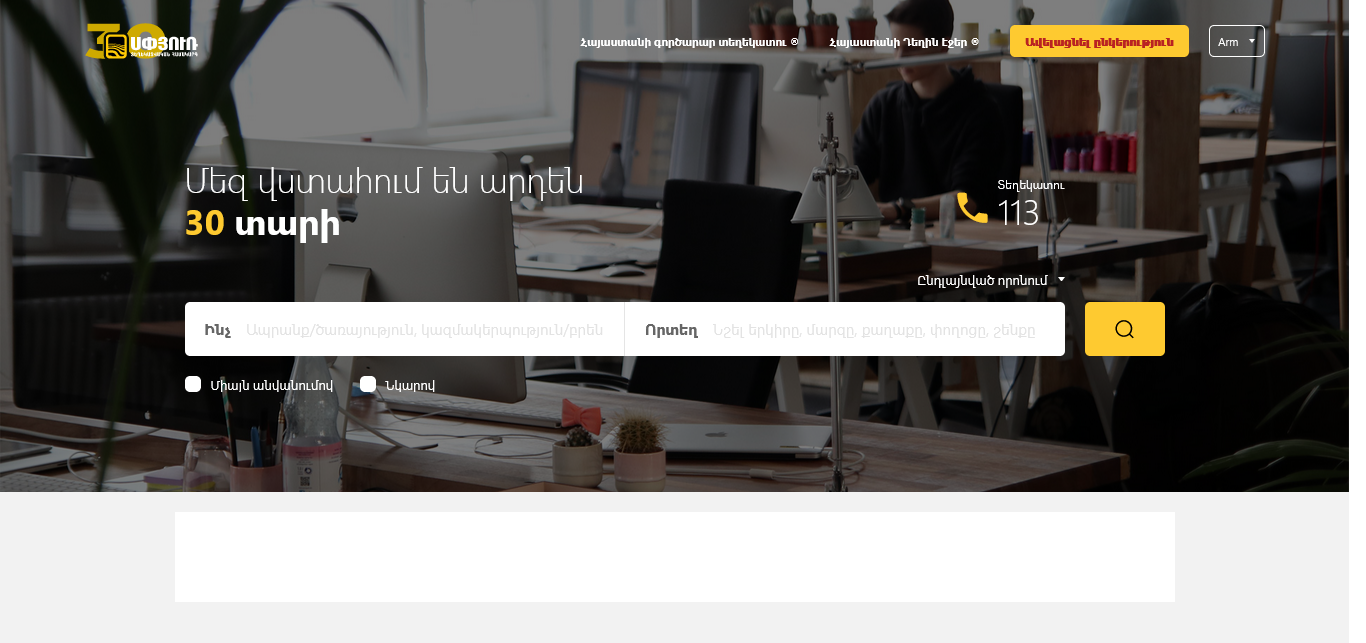 30 ՍՓՅՈՒՌ
Հայաստանի գործարար տեղեկատու ®
Հայաստանի Դեղին Էջեր ®
Ավելացնել ընկերություն
Arm
Մեզ վստահում են արդեն
30 տարի
Տեղեկատու
113
Ընդլայնված որոնում
Ինչ Ապրանք/ծառայություն, կազմակերպություն/բրեն
Որտեղ Նշել երկիրը, մարզը, քաղաքը, փողոցը, շենքը
Միայն անվանումով
Նկարով